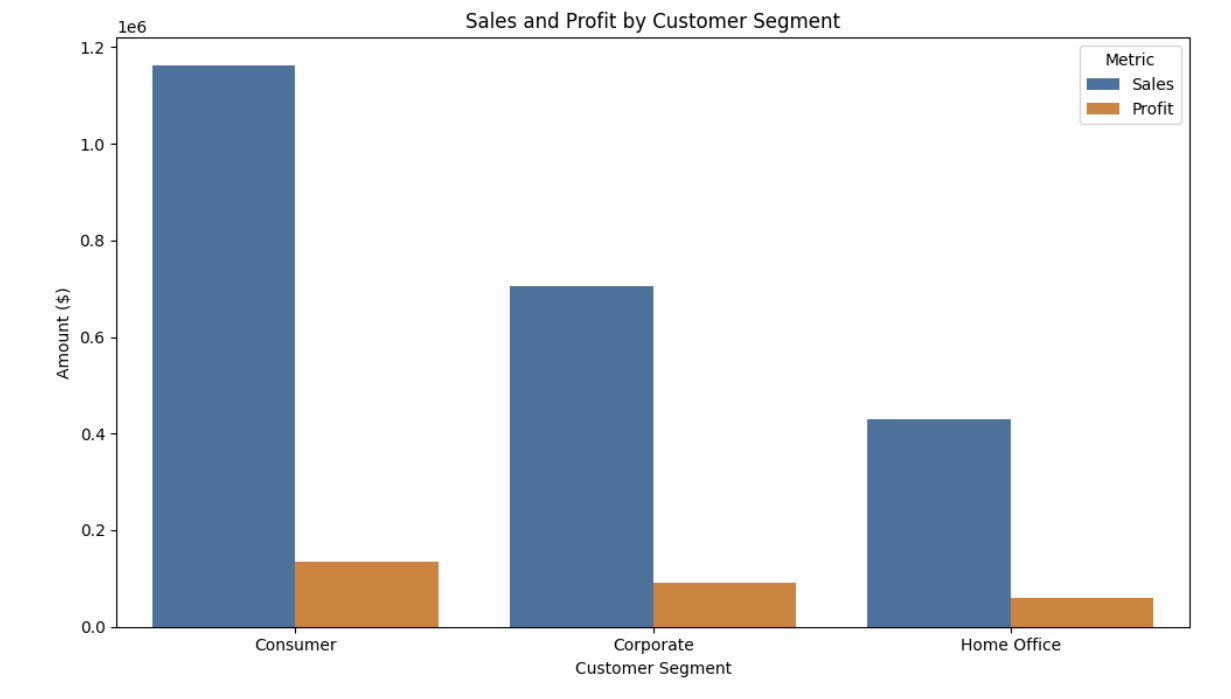 Sales and Profit by Customer Segment
1e6
Metric
Sales
Profit
1.2
1.0
0.8
0.6
0.4
0.2
0.0
Amount ($)
Consumer
Corporate
Home Office
Customer Segment